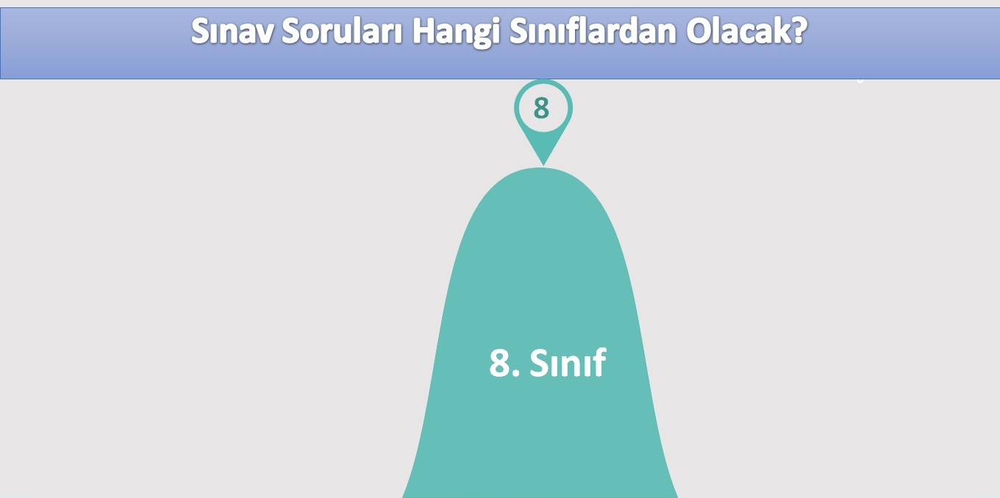 Sınav Soruları Hangi Sınıflardan Olacak?
8
8. Sınıf